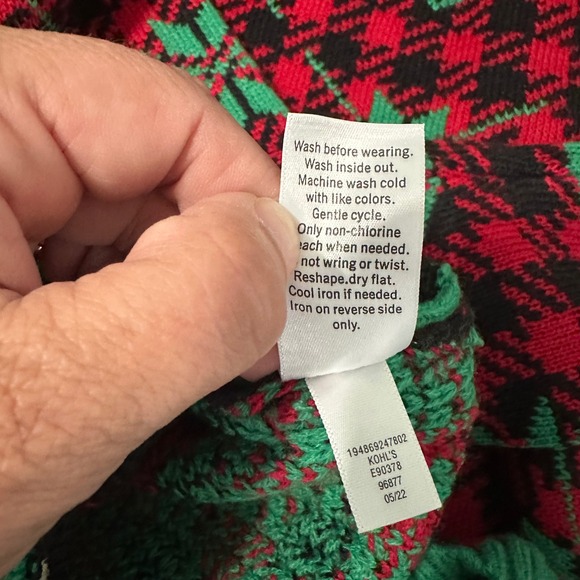 Wash before wearing.
Wash inside out.
Machine wash cold
with like colors.
Gentle cycle.
Only non-chlorine
each when needed.
not wring or twist.
Reshape.dry flat.
Cool iron if needed.
Iron on reverse side
only.
194869247802
KOHL'S
E90378
96877
05/22